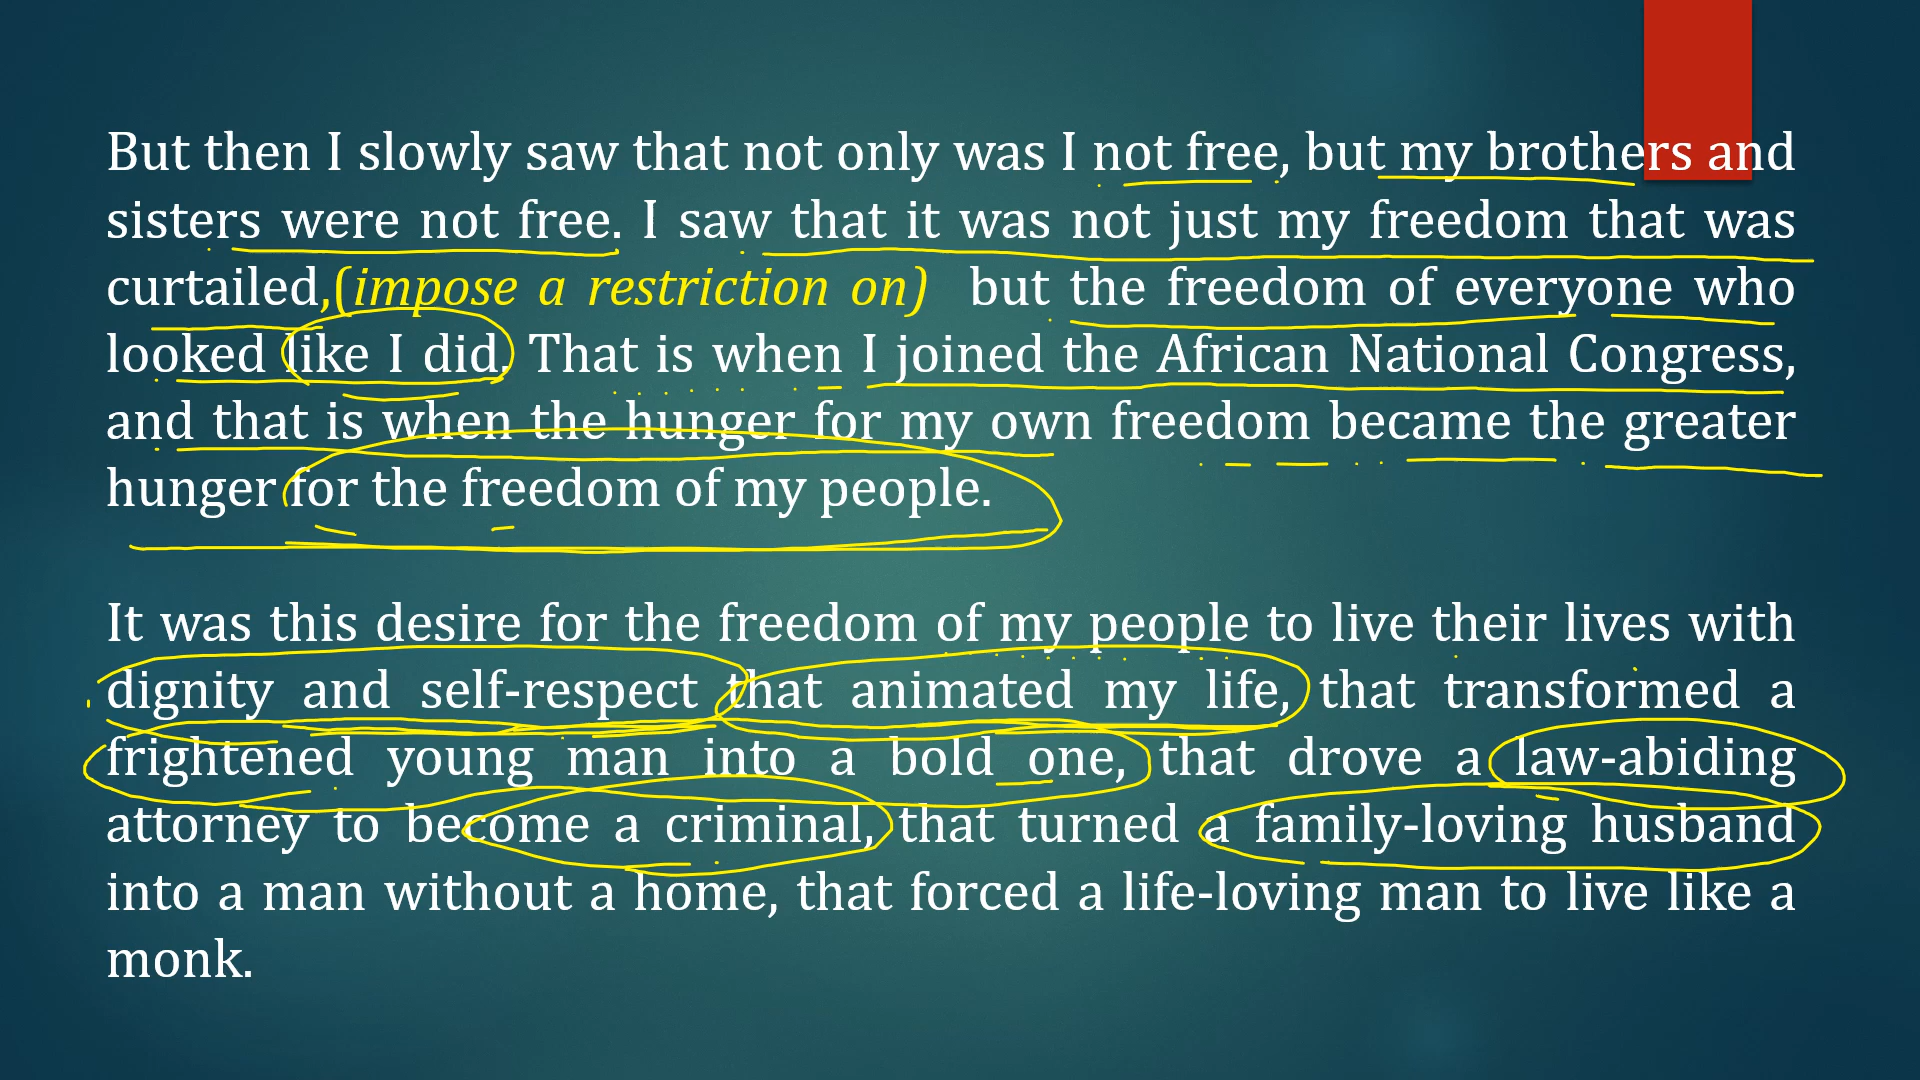 But then I slowly saw that not only was I not free, but my brothers and
sisters were not free. I saw that it was not just my freedom that was
curtailed,(impose a restriction on) but the freedom of everyone who
looked like I did. That is when I joined the African National Congress,
and that is when the hunger for my own freedom became the greater
hunger for the freedom of my people.
It was this desire for the freedom of my people to live their lives with
dignity and self-respect that animated my life, that transformed a
frightened young man into a bold one, that drove a law-abiding
attorney to become a criminal, that turned a family-loving husband
into a man without a home, that forced a life-loving man to live like a
monk.